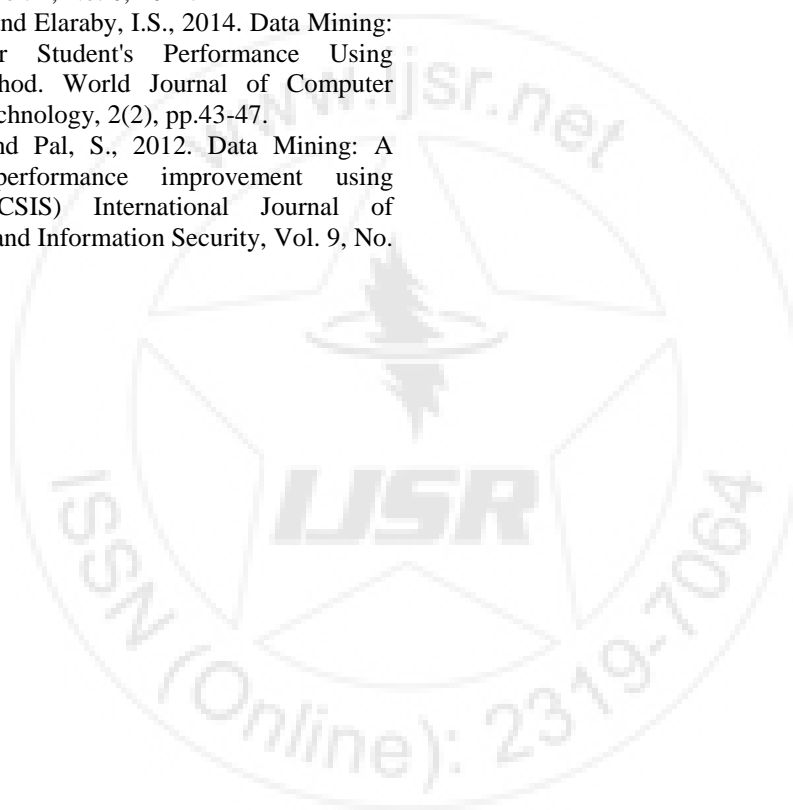 nd Elaraby, I.S., 2014. Data Mining:
r Student's Performance Using
hod. World Journal of Computer
chnology, 2(2), pp.43-47.
nd Pal, S., 2012. Data Mining: A
performance improvement using
CSIS) International Journal of
and Information Security, Vol. 9, No.
www.ijsr.net
IJSR
ISSN (Online): 2319-7064